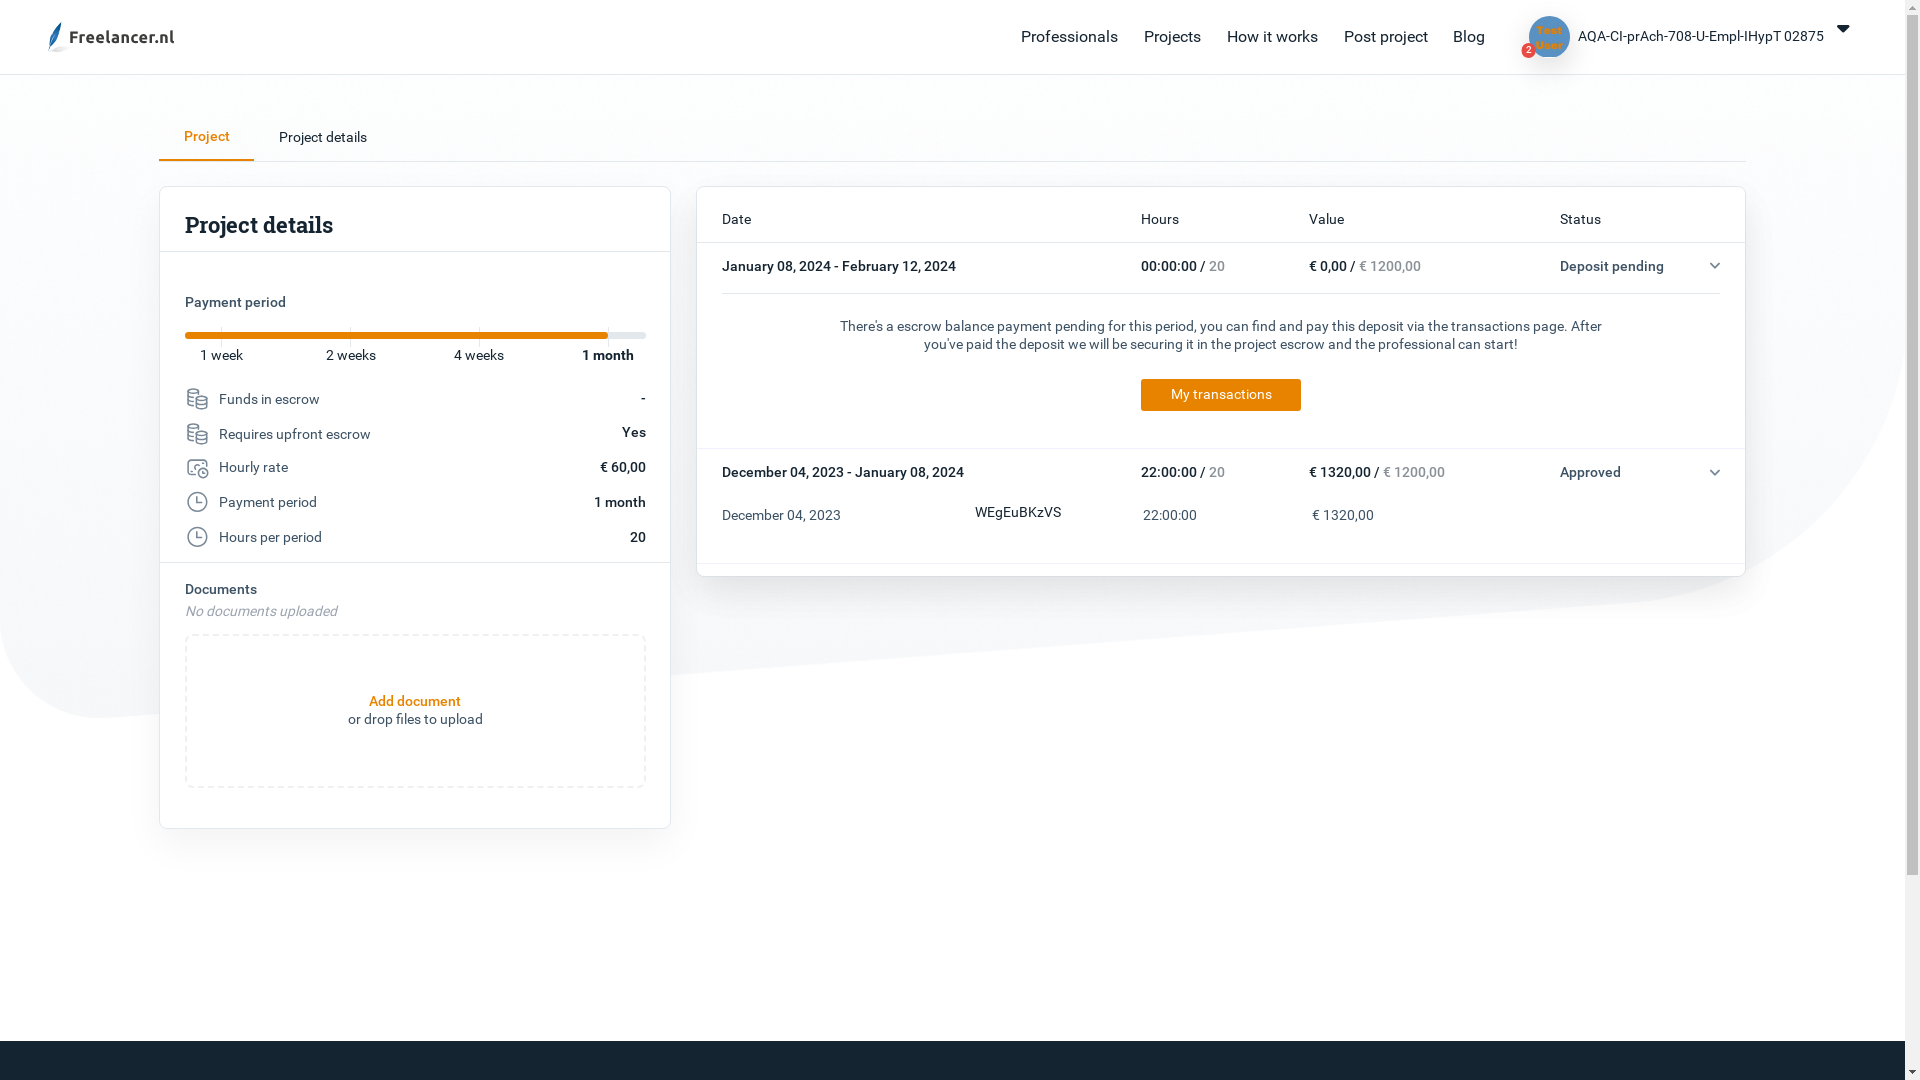 Freelancer.nl
Professionals
Projects
How it works
Post project
Blog
Test User
2
AQA-CI-prAch-708-U-Empl-IHypT 02875
Project
Project details
Project details
Payment period
1 week
2 weeks
4 weeks
1 month
Funds in escrow -
Requires upfront escrow Yes
Hourly rate € 60,00
Payment period 1 month
Hours per period 20
Documents
No documents uploaded
Add document
or drop files to upload
Date Hours Value Status
January 08, 2024 - February 12, 2024 00:00:00 / 20 € 0,00 / € 1200,00 Deposit pending
There's a escrow balance payment pending for this period, you can find and pay this deposit via the transactions page. After
you've paid the deposit we will be securing it in the project escrow and the professional can start!
My transactions
December 04, 2023 - January 08, 2024 22:00:00 / 20 € 1320,00 / € 1200,00 Approved
December 04, 2023 WEgEuBKzVS 22:00:00 € 1320,00